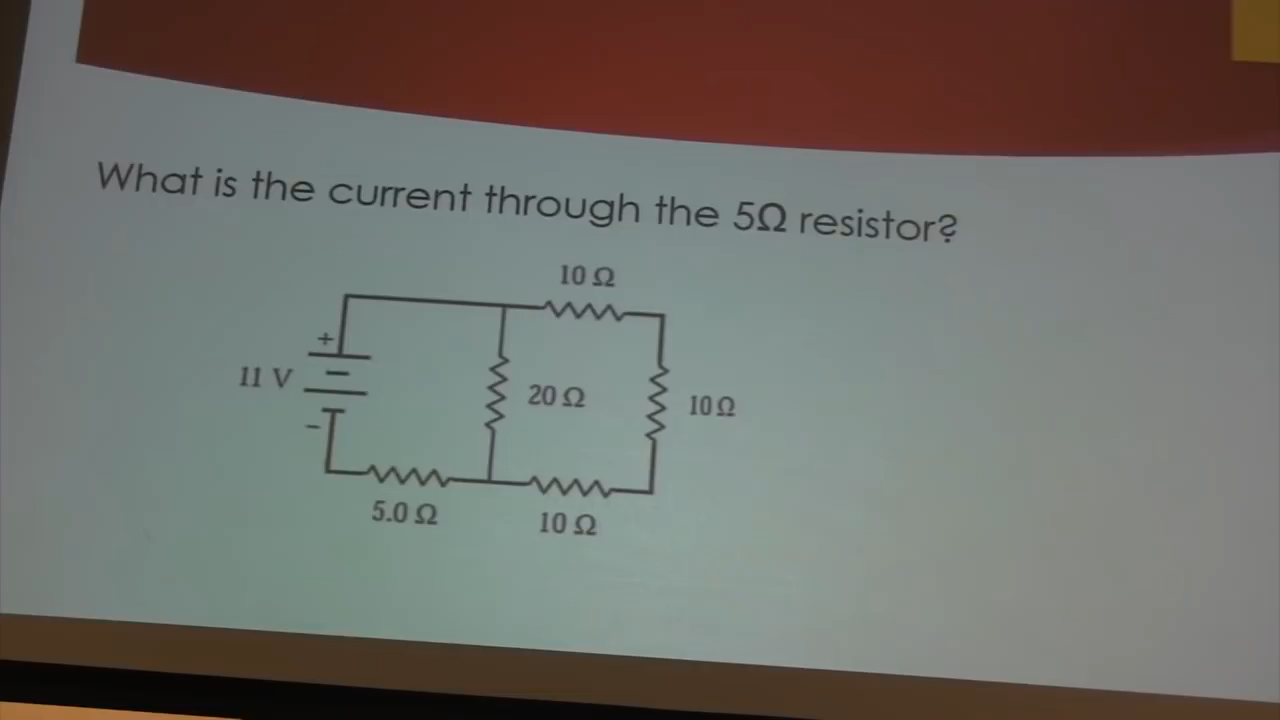 What is the current through the 5Ω resistor?
10 Ω
+
11 V
20 Ω
10 Ω
-
5.0 Ω
10 Ω